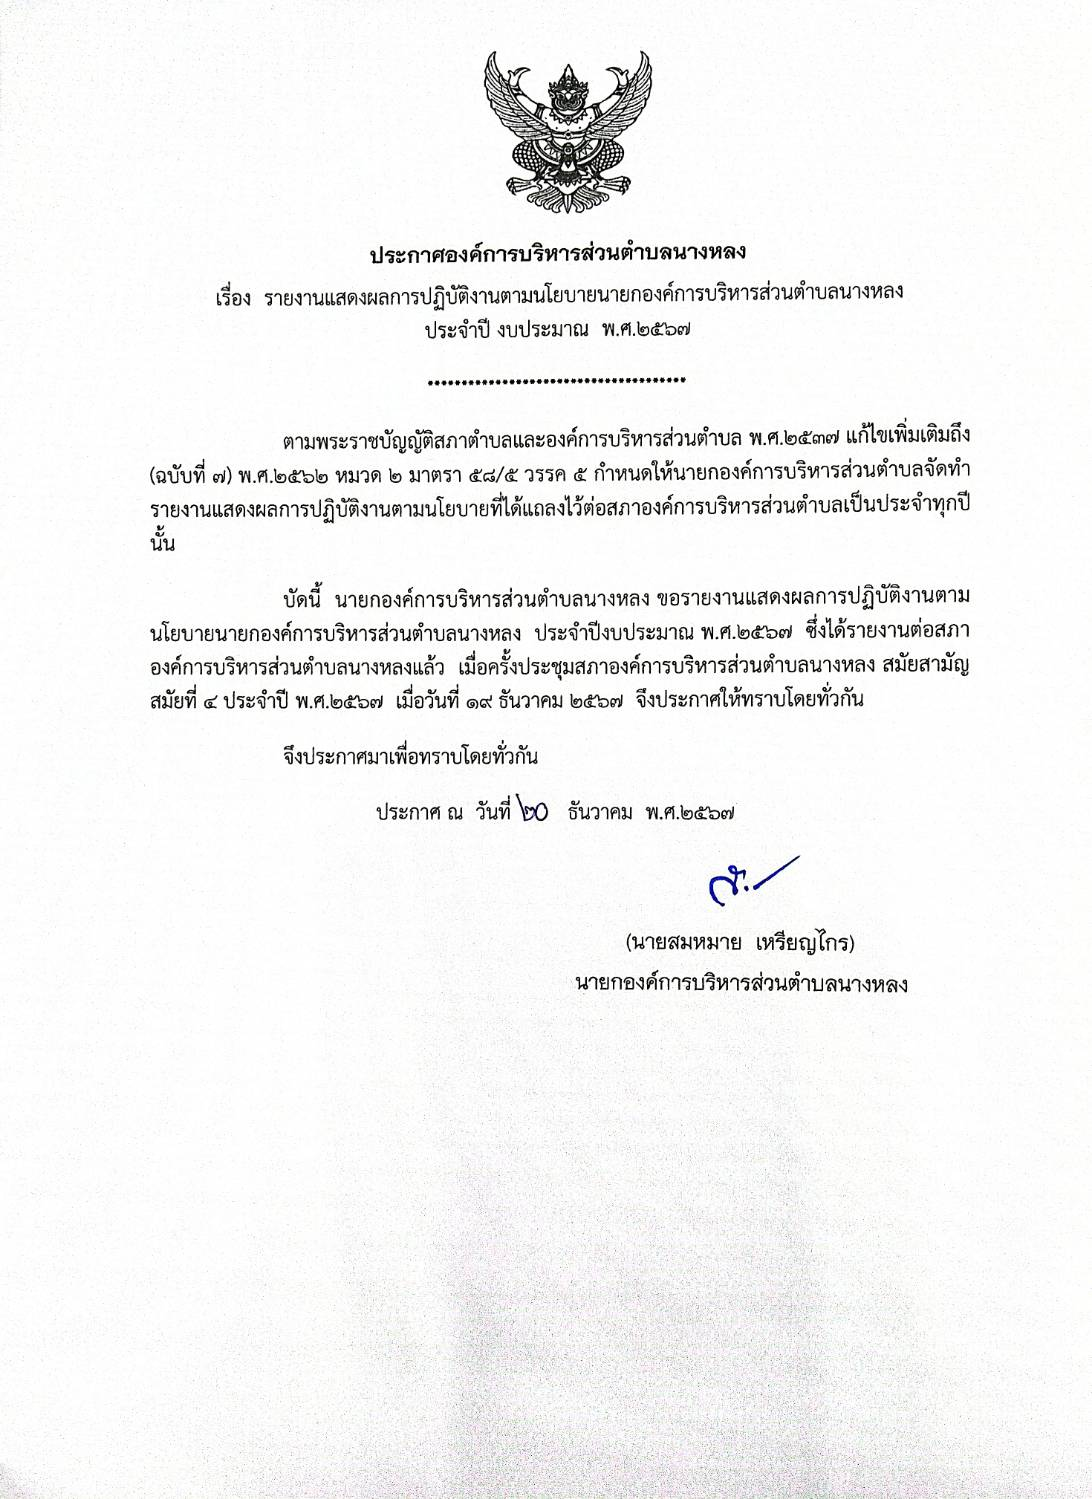 ประกาศองค์การบริหารส่วนตำบลนางหลง
เรื่อง รายงานแสดงผลการปฏิบัติงานตามนโยบายนายกองค์การบริหารส่วนตำบลนางหลง
ประจำปี งบประมาณ พ.ศ.๒๕๖๗
ตามพระราชบัญญัติสภาตำบลและองค์การบริหารส่วนตำบล พ.ศ.๒๕๓๗ แก้ไขเพิ่มเติมถึง
(ฉบับที่ ๗) พ.ศ.๒๕๖๒ หมวด ๒ มาตรา ๕๘/๕ วรรค ๕ กำหนดให้นายกองค์การบริหารส่วนตำบลจัดทำ
รายงานแสดงผลการปฏิบัติงานตามนโยบายที่ได้แถลงไว้ต่อสภาองค์การบริหารส่วนตำบลเป็นประจำทุกปี
นั้น
บัดนี้ นายกองค์การบริหารส่วนตำบลนางหลง ขอรายงานแสดงผลการปฏิบัติงานตาม
นโยบายนายกองค์การบริหารส่วนตำบลนางหลง ประจำปีงบประมาณ พ.ศ.๒๕๖๗ ซึ่งได้รายงานต่อสภา
องค์การบริหารส่วนตำบลนางหลงแล้ว เมื่อครั้งประชุมสภาองค์การบริหารส่วนตำบลนางหลง สมัยสามัญ
สมัยที่ ๔ ประจำปี พ.ศ.๒๕๖๗ เมื่อวันที่ ๑๙ ธันวาคม ๒๕๖๗ จึงประกาศให้ทราบโดยทั่วกัน
จึงประกาศมาเพื่อทราบโดยทั่วกัน
ประกาศ ณ วันที่ ๒๐ ธันวาคม พ.ศ.๒๕๖๗
(นายสมหมาย เหรียญไกร)
นายกองค์การบริหารส่วนตำบลนางหลง